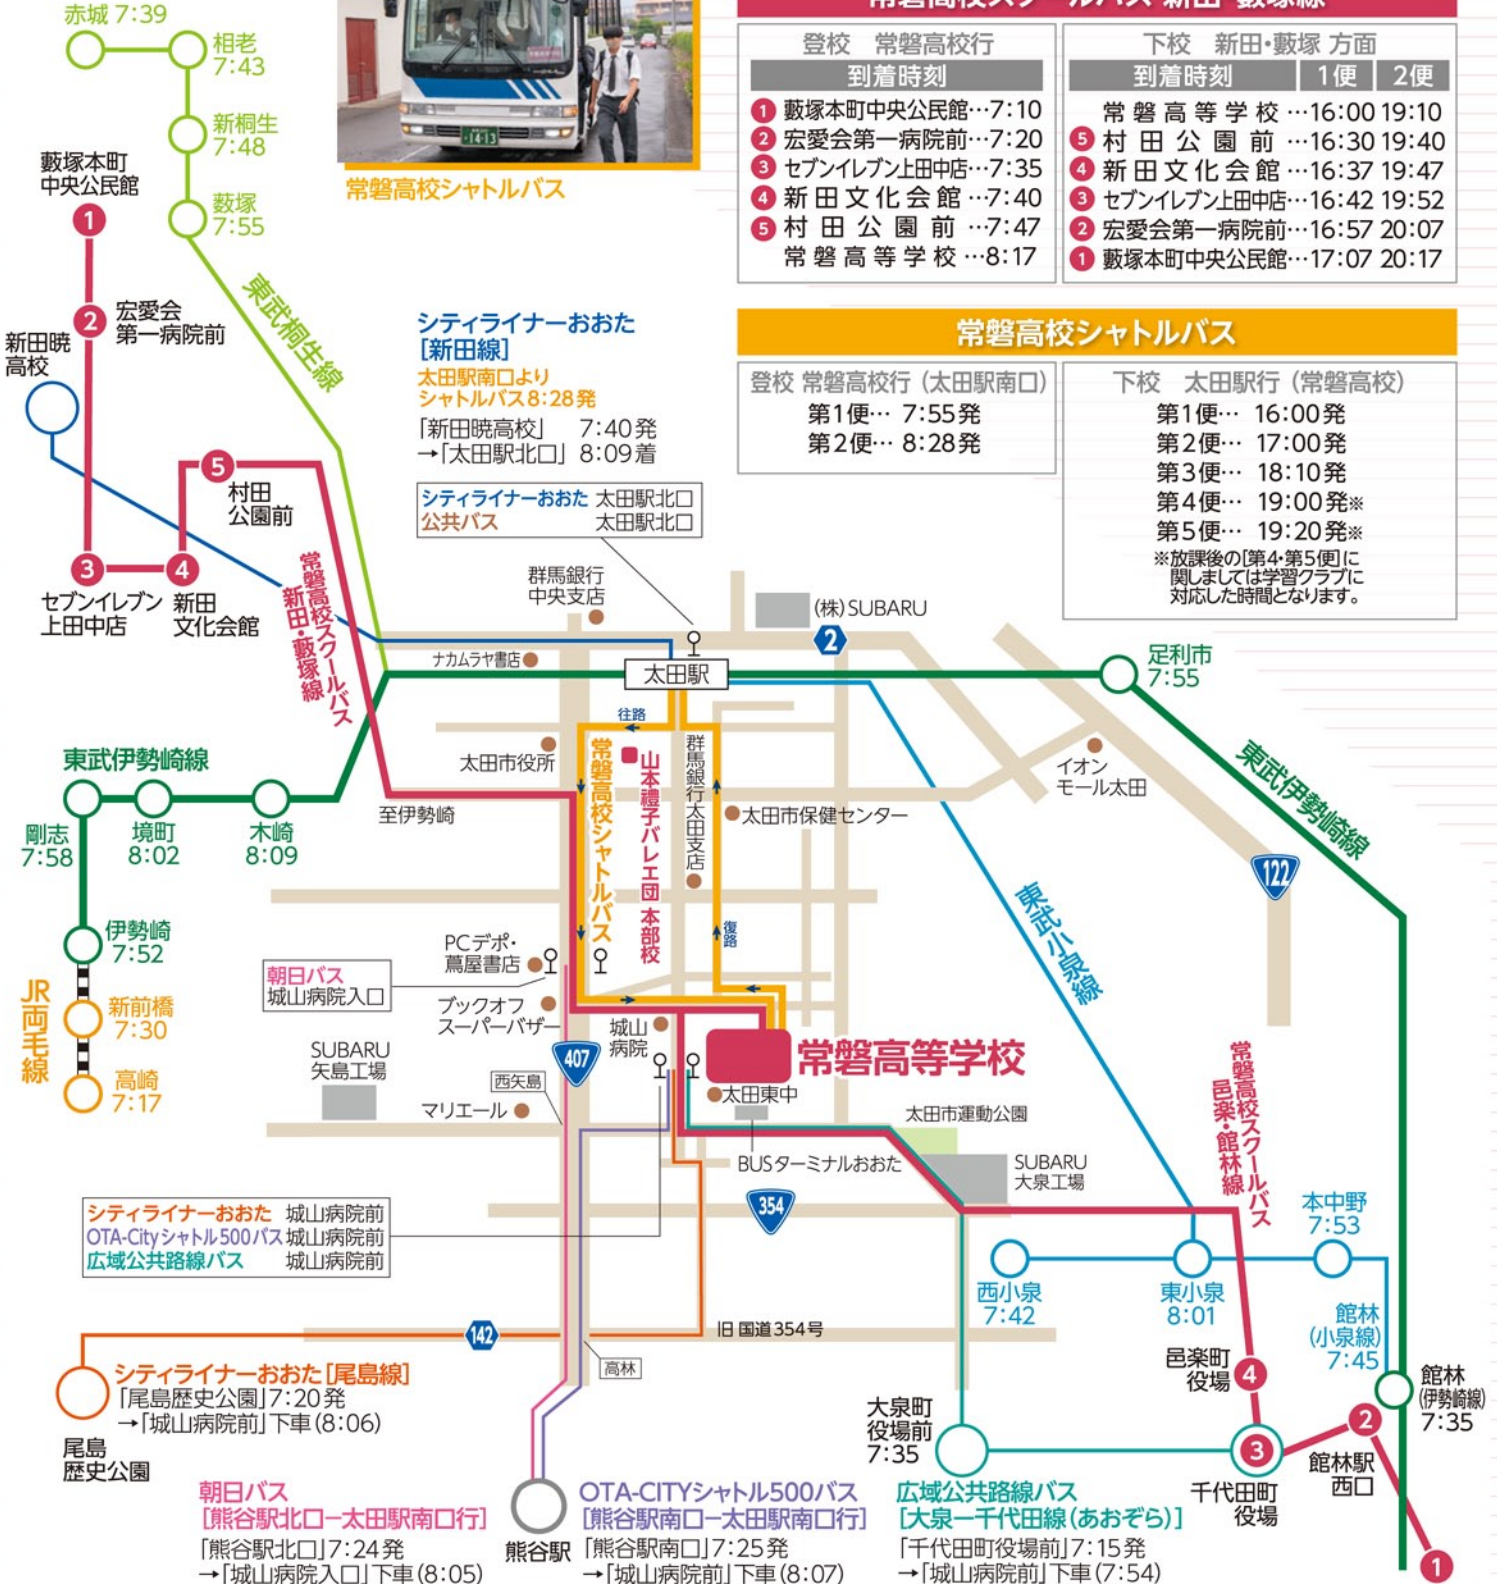 赤城 7:39
相老
7:43
新桐生
7:48
藪塚
7:55
東武桐生線
藪塚本町
中央公民館
1
2
宏愛会
第一病院前
新田暁
高校
5
村田
公園前
3
セブンイレブン
上田中店
4
新田
文化会館
常磐高校スクールバス
新田・藪塚線
・1413
常磐高校シャトルバス
常磐高校スクールバス 新田・藪塚線
登校 常磐高校行
到着時刻
1 藪塚本町中央公民館…7:10
2 宏愛会第一病院前…7:20
3 セブンイレブン上田中店…7:35
4 新田文化会館…7:40
5 村田公園前…7:47
常磐高等学校…8:17
下校 新田・藪塚 方面
到着時刻 1便 2便
常磐高等学校…16:00 19:10
5 村田公園前…16:30 19:40
4 新田文化会館…16:37 19:47
3 セブンイレブン上田中店…16:42 19:52
2 宏愛会第一病院前…16:57 20:07
1 藪塚本町中央公民館…17:07 20:17
常磐高校シャトルバス
登校 常磐高校行(太田駅南口)
第1便… 7:55発
第2便… 8:28発
下校 太田駅行(常磐高校)
第1便… 16:00発
第2便… 17:00発
第3便… 18:10発
第4便… 19:00発※
第5便… 19:20発※
※放課後の[第4・第5便]に
関しましては学習クラブに
対応した時間となります。
シティライナーおおた
[新田線]
太田駅南口より
シャトルバス8:28発
「新田暁高校」 7:40発
→「太田駅北口」 8:09着
シティライナーおおた 太田駅北口
公共バス 太田駅北口
群馬銀行
中央支店
(株)SUBARU
2
ナカムラヤ書店
太田駅
足利市
7:55
往路
太田市役所
常磐高校シャトルバス
山本禮子バレエ団 本部校
群馬銀行太田支店
太田市保健センター
イオン
モール太田
東武伊勢崎線
122
東武小泉線
復路
東武伊勢崎線
剛志
7:58
境町
8:02
木崎
8:09
至伊勢崎
伊勢崎
7:52
JR両毛線
新前橋
7:30
高崎
7:17
PCデポ・
蔦屋書店
朝日バス
城山病院入口
ブックオフ
スーパーバザー
城山
病院
常磐高等学校
407
SUBARU
矢島工場
西矢島
マリエール
太田東中
太田市運動公園
BUSターミナルおおた
SUBARU
大泉工場
常磐高校スクールバス
邑楽・館林線
354
シティライナーおおた 城山病院前
OTA-Cityシャトル500バス 城山病院前
広域公共路線バス 城山病院前
本中野
7:53
西小泉
7:42
東小泉
8:01
館林
(小泉線)
7:45
142
旧 国道354号
高林
邑楽町
役場
4
館林
(伊勢崎線)
7:35
シティライナーおおた[尾島線]
「尾島歴史公園」7:20発
→「城山病院前」下車(8:06)
尾島
歴史公園
大泉町
役場前
7:35
3
千代田町
役場
2
館林駅
西口
1
朝日バス
[熊谷駅北口ー太田駅南口行]
「熊谷駅北口」7:24発
→「城山病院入口」下車(8:05)
熊谷駅
OTA-CITYシャトル500バス
[熊谷駅南口ー太田駅南口行]
「熊谷駅南口」7:25発
→「城山病院前」下車(8:07)
広域公共路線バス
[大泉ー千代田線(あおぞら)]
「千代田町役場前」7:15発
→「城山病院前」下車(7:54)